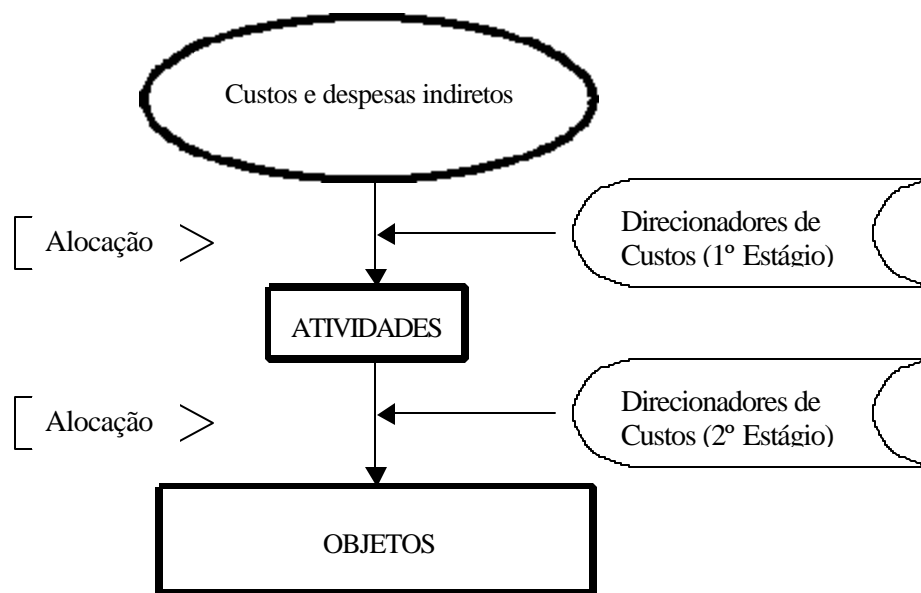 Custos e despesas indiretos
Alocação
Direcionadores de
Custos (1º Estágio)
ATIVIDADES
Alocação
Direcionadores de
Custos (2º Estágio)
OBJETOS